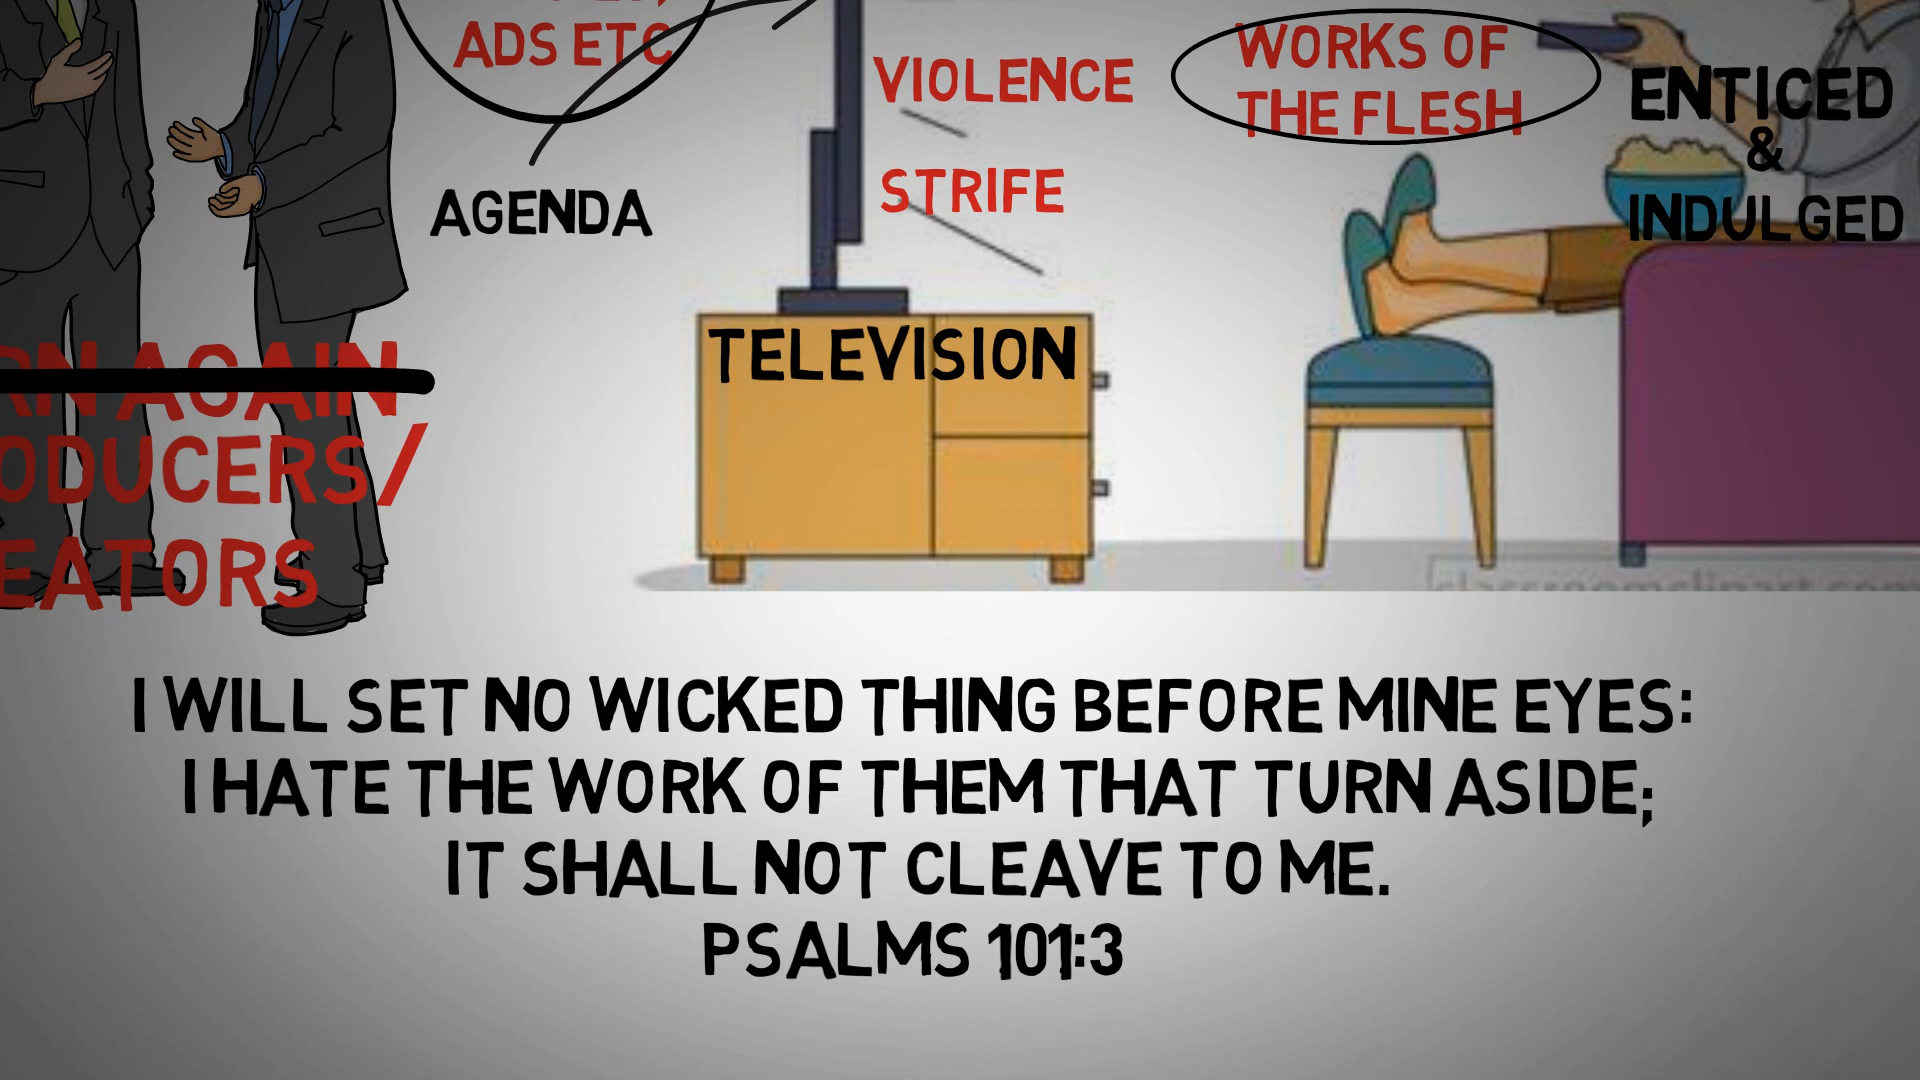 ADS ETC
AGENDA
VIOLENCE
STRIFE
WORKS OF
THE FLESH
ENTICED
&
INDULGED
TELEVISION
AGAIN
I WILL SET NO WICKED THING BEFORE MINE EYES:
I HATE THE WORK OF THEM THAT TURN ASIDE;
IT SHALL NOT CLEAVE TO ME.
PSALMS 101:3